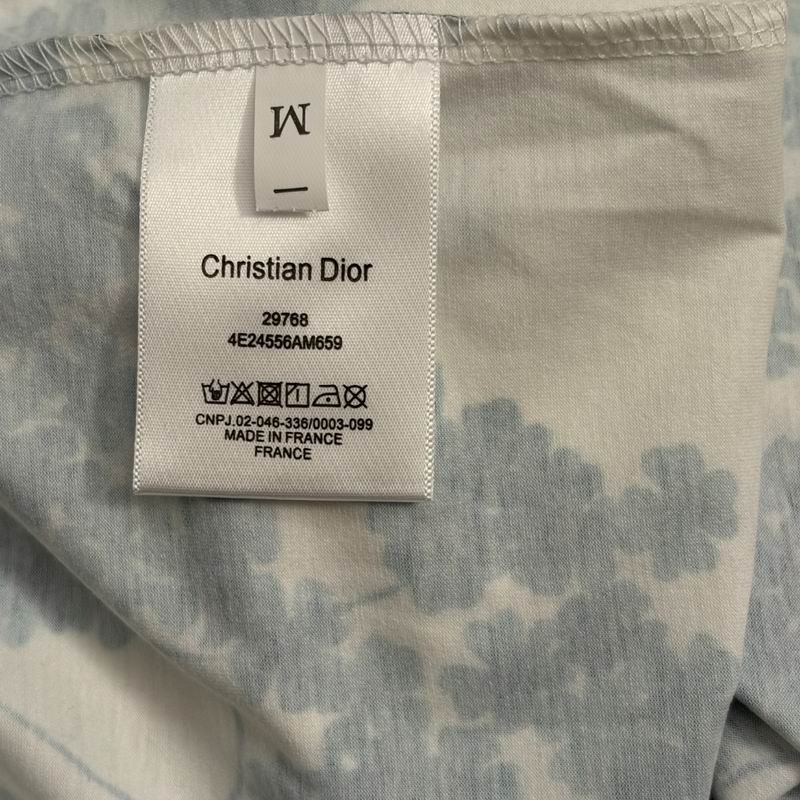 M
Christian Dior
29768
4E24556AM659
CNPJ.02-046-336/0003-099
MADE IN FRANCE
FRANCE